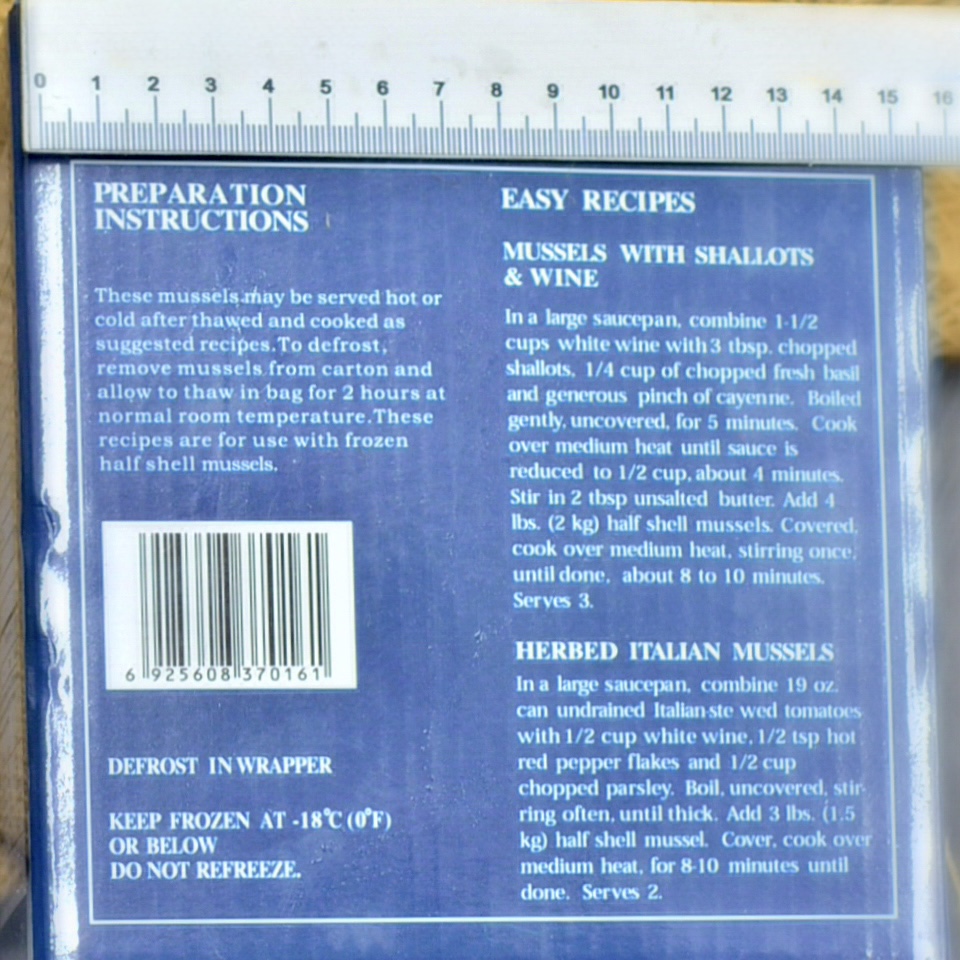 0 1 2 3 4 5 6 7 8 9 10 11 12 13 14 15 16
PREPARATION
INSTRUCTIONS
These mussels.may be served hot or
cold after thawed and cooked as
suggested recipes.To defrost,
remove mussels from carton and
allow to thaw in bag for 2 hours at
normal room temperature.These
recipes are for use with frozen
half shell mussels.
6 925608 370161
DEFROST IN WRAPPER
KEEP FROZEN AT -18°C (0°F)
OR BELOW
DO NOT REFREEZE.
EASY RECIPES
MUSSELS WITH SHALLOTS
& WINE
In a large saucepan, combine 1-1/2
cups white wine with 3 tbsp. chopped
shallots, 1/4 cup of chopped fresh basil
and generous pinch of cayenne. Boiled
gently, uncovered, for 5 minutes. Cook
over medium heat until sauce is
reduced to 1/2 cup, about 4 minutes.
Stir in 2 tbsp unsalted butter. Add 4
lbs. (2 kg) half shell mussels. Covered,
cook over medium heat, stirring once,
until done, about 8 to 10 minutes.
Serves 3.
HERBED ITALIAN MUSSELS
In a large saucepan, combine 19 oz.
can undrained Italian-ste wed tomatoes
with 1/2 cup white wine, 1/2 tsp hot
red pepper flakes and 1/2 cup
chopped parsley. Boil, uncovered, stir-
ring often, until thick. Add 3 lbs. (1.5
kg) half shell mussel. Cover, cook over
medium heat, for 8-10 minutes until
done. Serves 2.